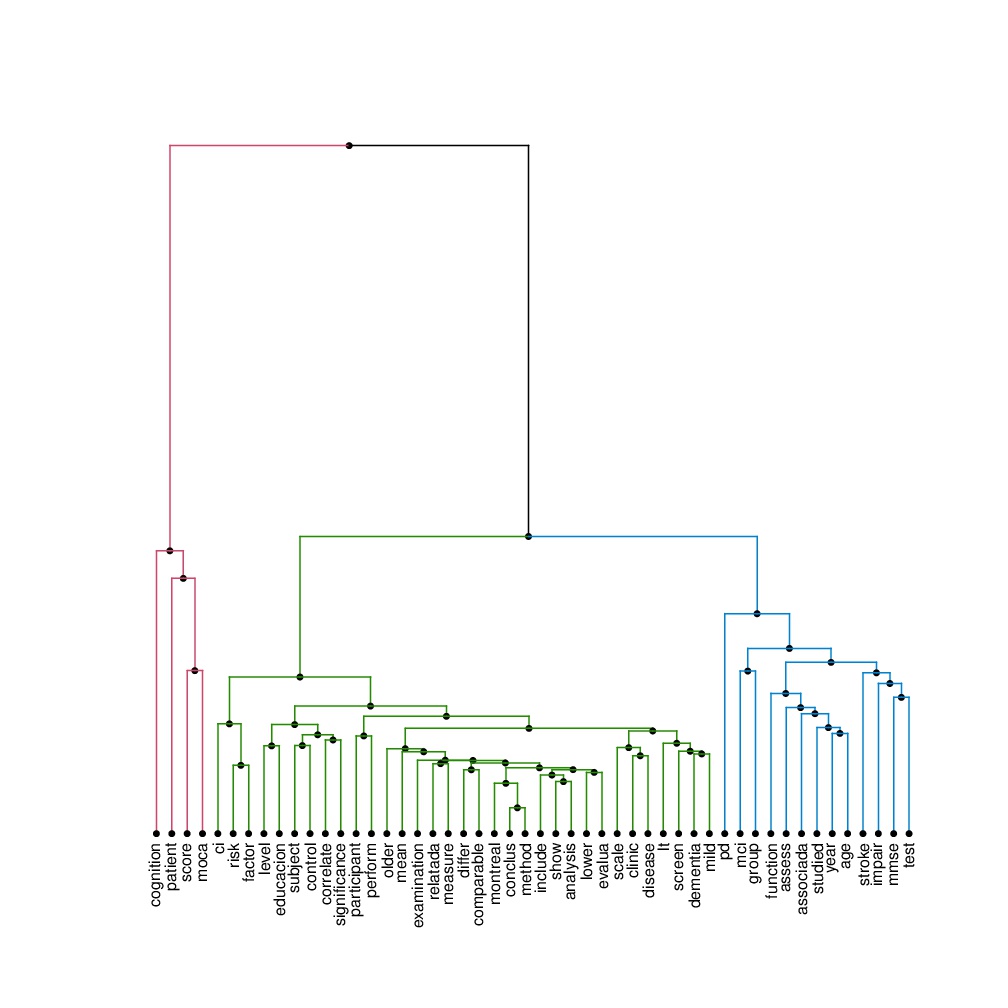 cognition
patient
score
moca
ci
risk
factor
level
educacion
subject
control
correlate
significance
participant
perform
older
mean
examination
relatada
measure
differ
comparable
montreal
conclus
method
include
show
analysis
lower
evalua
scale
clinic
disease
lt
screen
dementia
mild
pd
mci
group
function
assess
associada
studied
year
age
stroke
impair
mmse
test